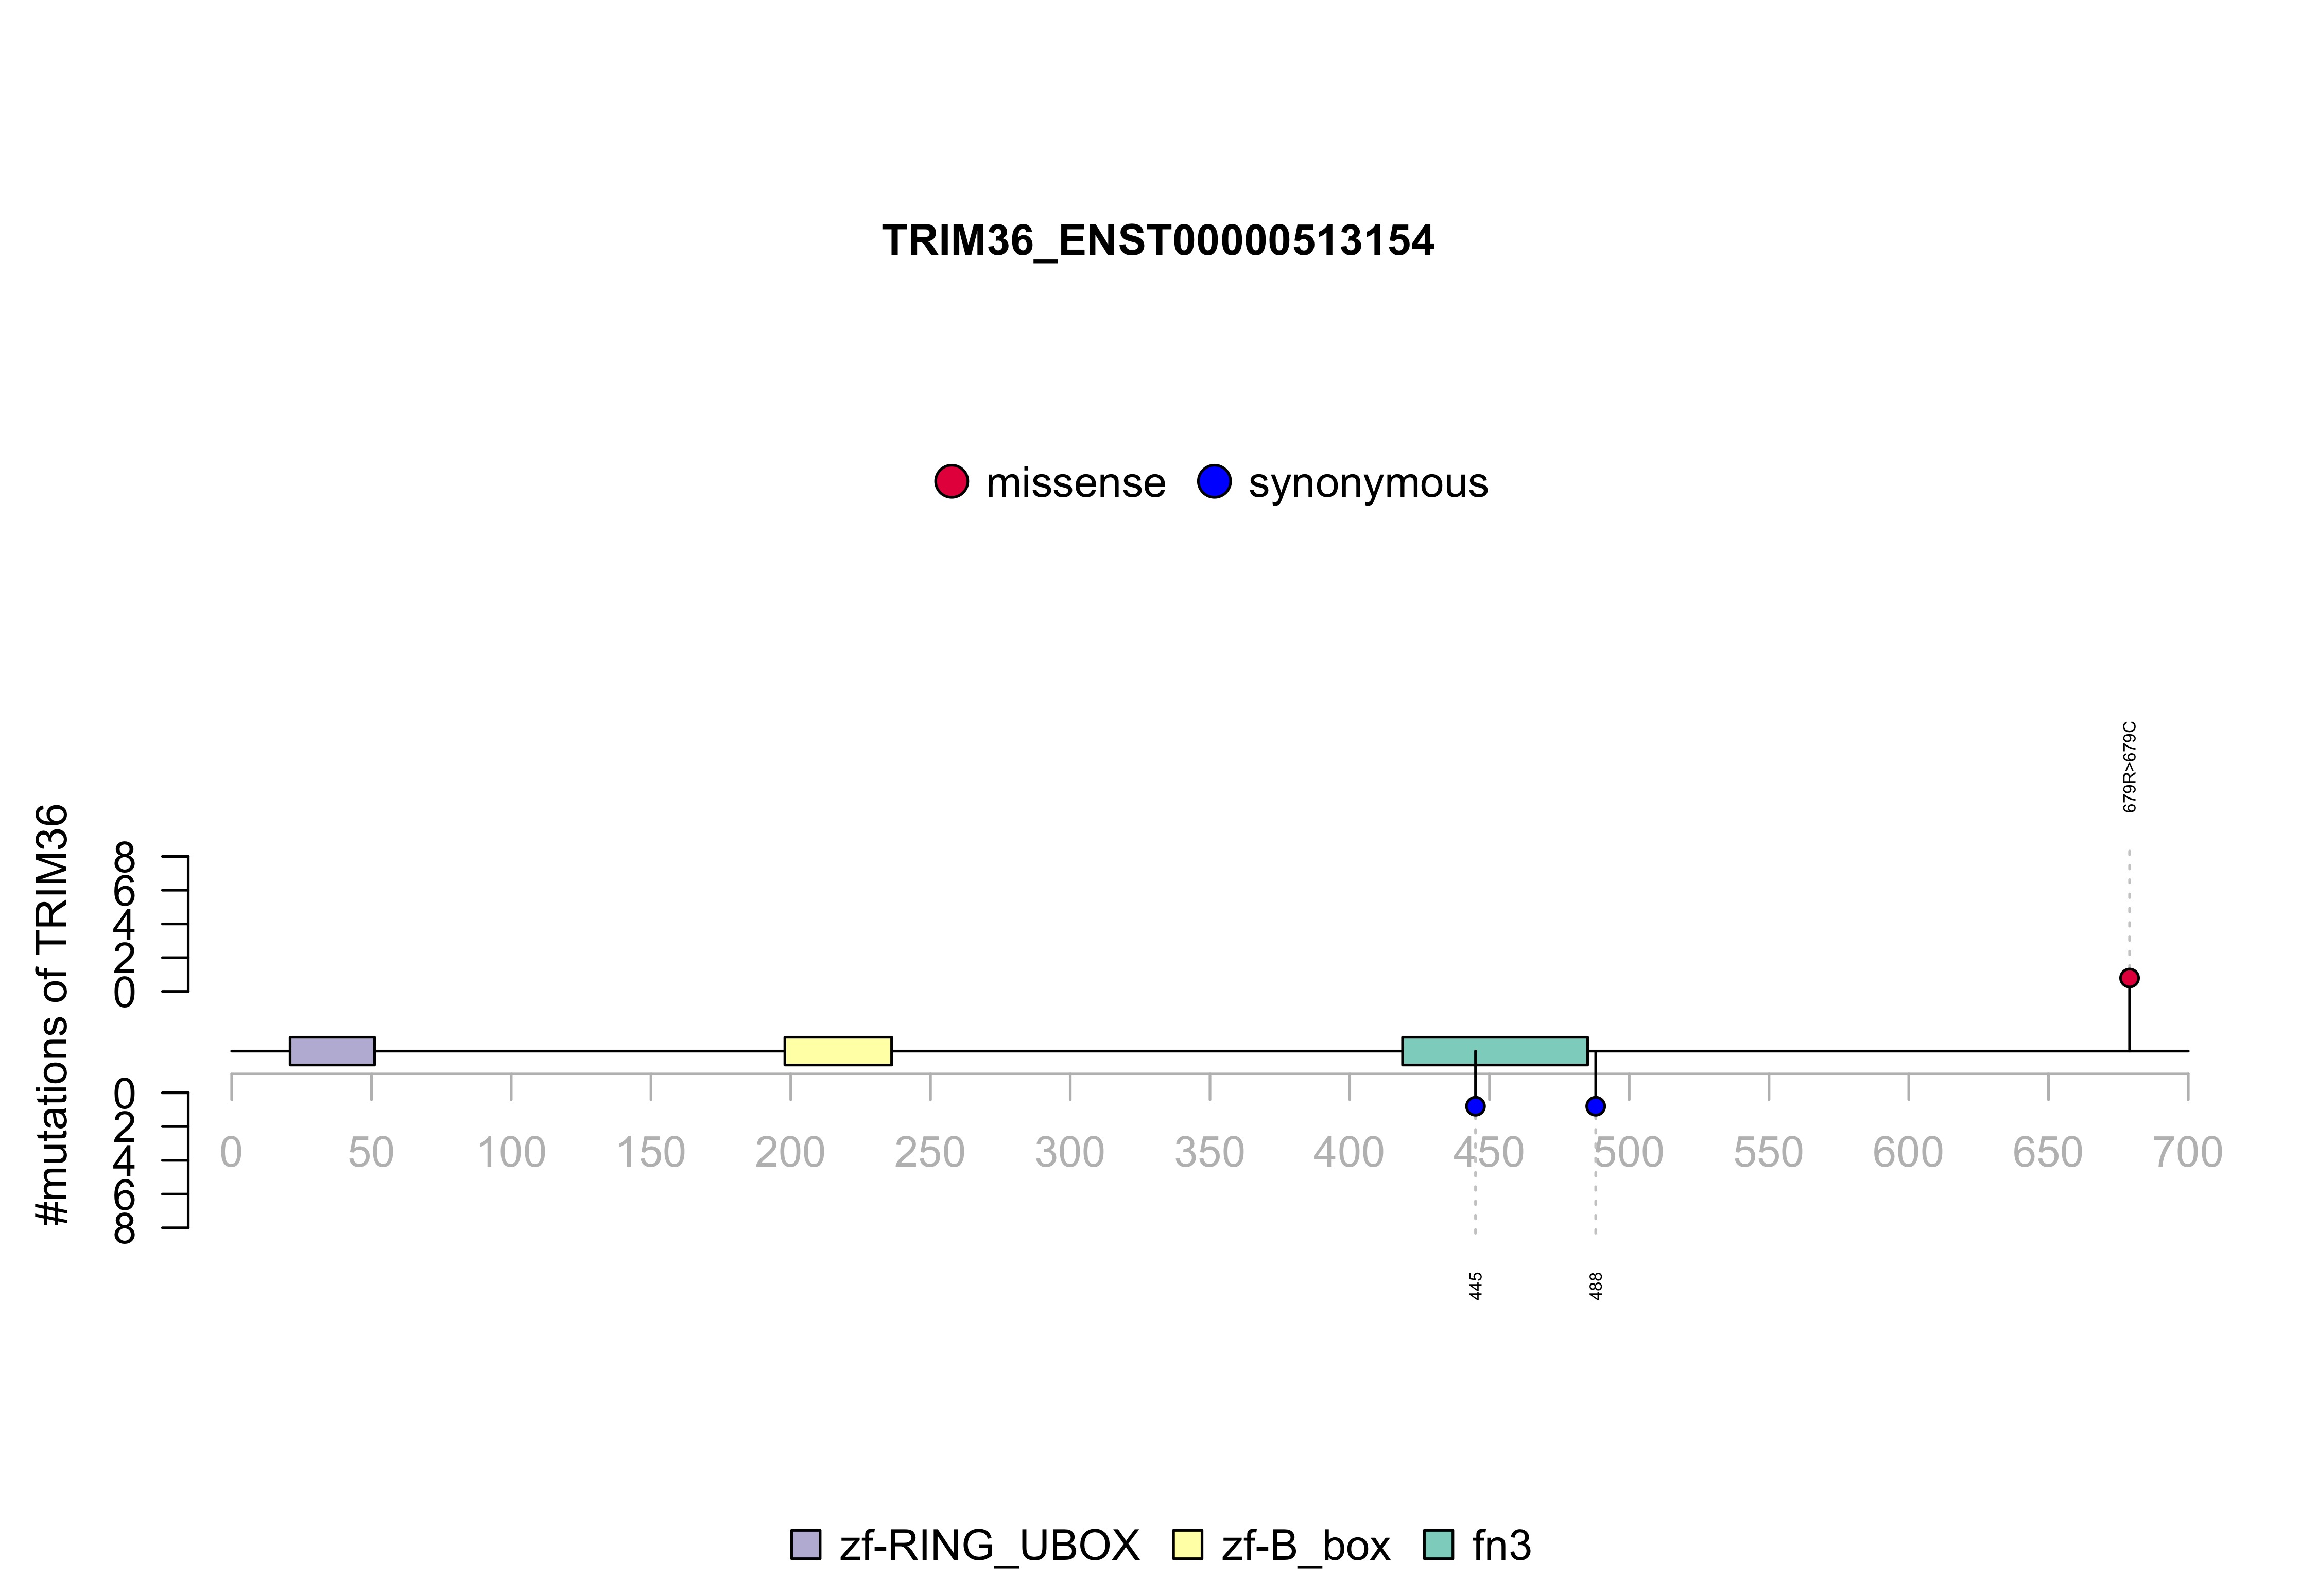 TRIM36_ENST00000513154
missense synonymous
679R>679C
#mutations of TRIM36
8
6
4
2
0
0
2
4
6
8
0 50 100 150 200 250 300 350 400 450 500 550 600 650 700
445 488
zf-RING_UBOX zf-B_box fn3